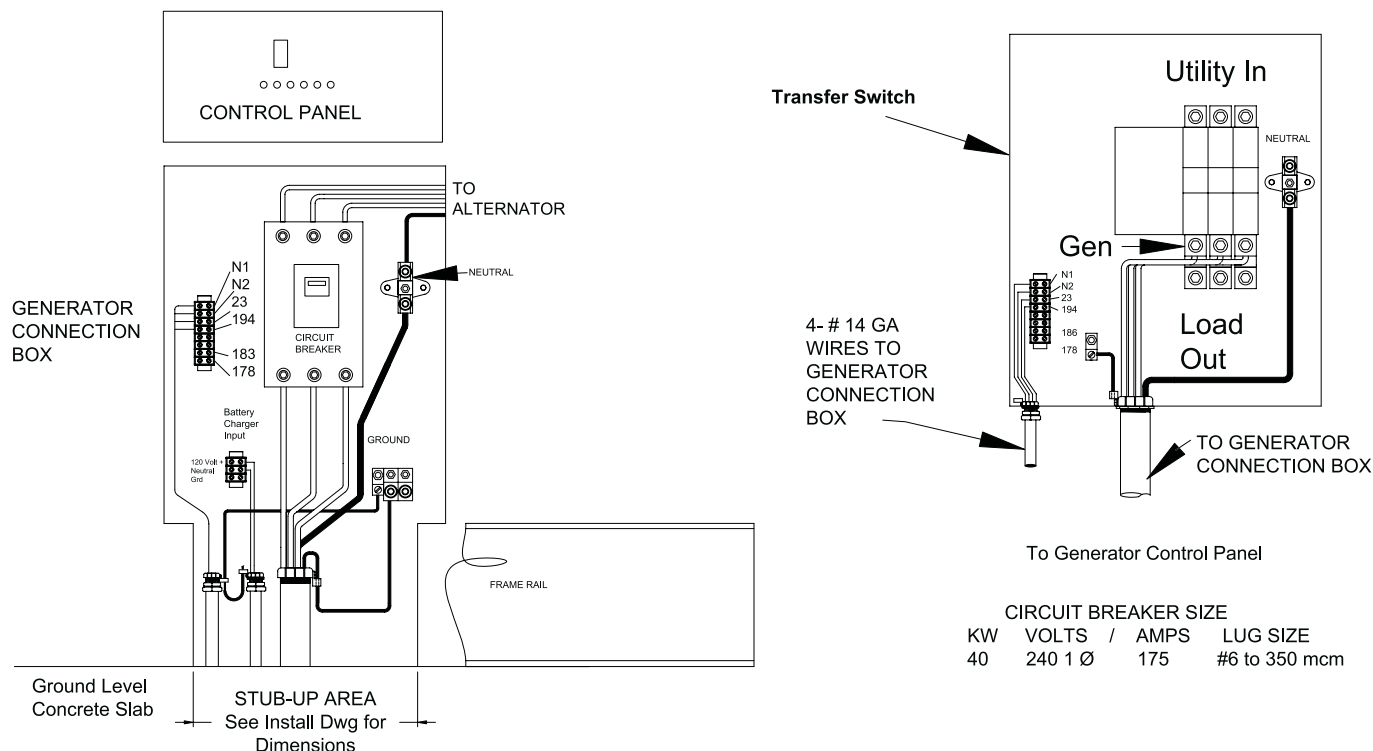 CONTROL PANEL
TO
ALTERNATOR
NEUTRAL
N1
N2
23
194
183
178
GENERATOR
CONNECTION
BOX
CIRCUIT
BREAKER
Battery
Charger
Input
120 Volt +
Neutral
Grd
GROUND
FRAME RAIL
Ground Level
Concrete Slab
STUB-UP AREA
See Install Dwg for
Dimensions
Transfer Switch
Utility In
NEUTRAL
Gen
N1
N2
23
194
186
178
Load
Out
4- # 14 GA
WIRES TO
GENERATOR
CONNECTION
BOX
TO GENERATOR
CONNECTION BOX
To Generator Control Panel
CIRCUIT BREAKER SIZE
KW VOLTS / AMPS LUG SIZE
40 240 1 Ø 175 #6 to 350 mcm